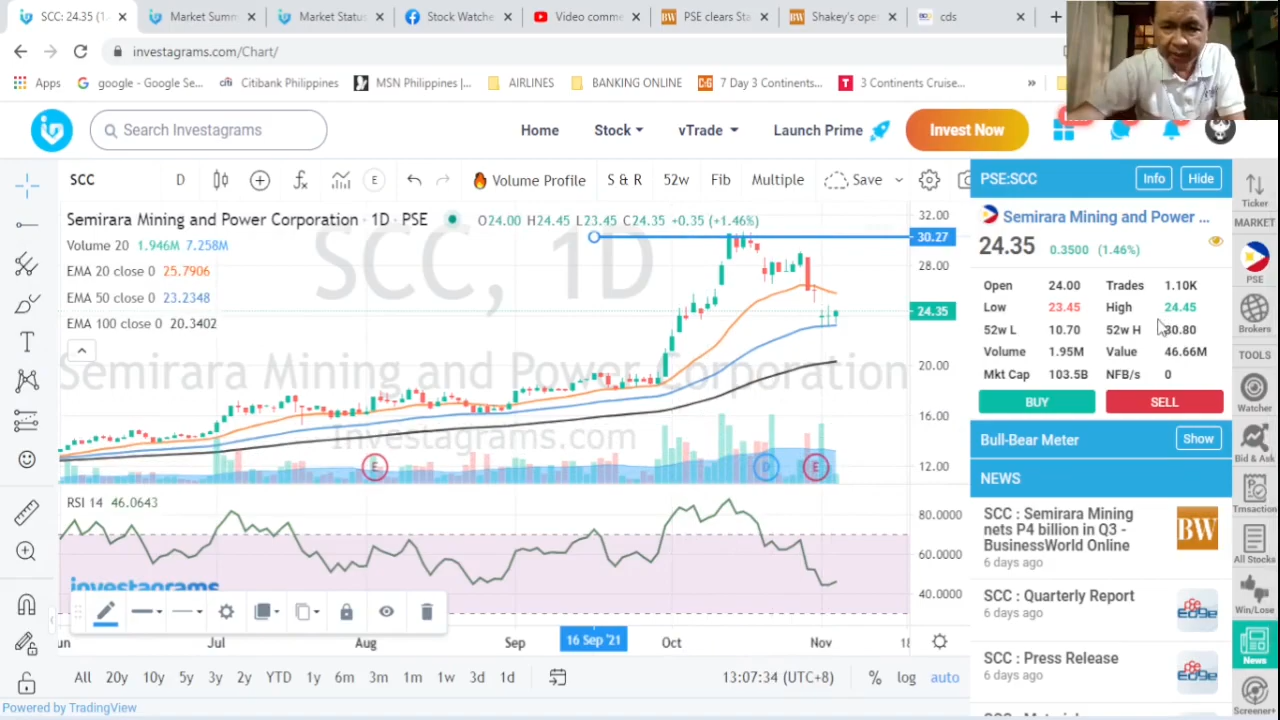 SCC: 24.35 (1
Market Summ
Market Status
Stock Watche
Video comme
PSE clears Sta
Shakey's ope
cds
investagrams.com/Chart/
Apps
google - Google Se...
Citibank Philippines
MSN Philippines |...
AIRLINES
BANKING ONLINE
7 Day 3 Continents...
3 Continents Cruise...
»
Search Investagrams
Home
Stock
vTrade
Launch Prime
Invest Now
SCC
D
E
Volume Profile
S & R
52w
Fib
Multiple
Save
Semirara Mining and Power Corporation · 1D · PSE
O24.00 H24.45 L23.45 C24.35 +0.35 (+1.46%)
Volume 20 1.946M 7.258M
EMA 20 close 0 25.7906
EMA 50 close 0 23.2348
EMA 100 close 0 20.3402
SCC, 1D
Semirara Mining and Power Corporation
Investagrams.com
32.00
30.27
28.00
24.35
20.00
16.00
12.00
E
D
E
RSI 14 46.0643
80.0000
60.0000
40.0000
investagrams
Jul
Aug
Sep
16 Sep '21
Oct
Nov
18
All
20y
10y
5y
3y
2y
YTD
1y
6m
3m
1m
1w
3d
1d
13:07:34 (UTC+8)
%
log
auto
Powered by TradingView
PSE:SCC
Info
Hide
Semirara Mining and Power ...
24.35 0.3500 (1.46%)
Open 24.00 Trades 1.10K
Low 23.45 High 24.45
52w L 10.70 52w H 30.80
Volume 1.95M Value 46.66M
Mkt Cap 103.5B NFB/s 0
BUY
SELL
Bull-Bear Meter
Show
NEWS
SCC : Semirara Mining
nets P4 billion in Q3 -
BusinessWorld Online
6 days ago
BW
SCC : Quarterly Report
6 days ago
Edge
SCC : Press Release
6 days ago
Edge
Ticker
MARKET
PSE
Brokers
TOOLS
Watcher
Bid & Ask
Trnsaction
All Stocks
Win/Lose
News
Screener+